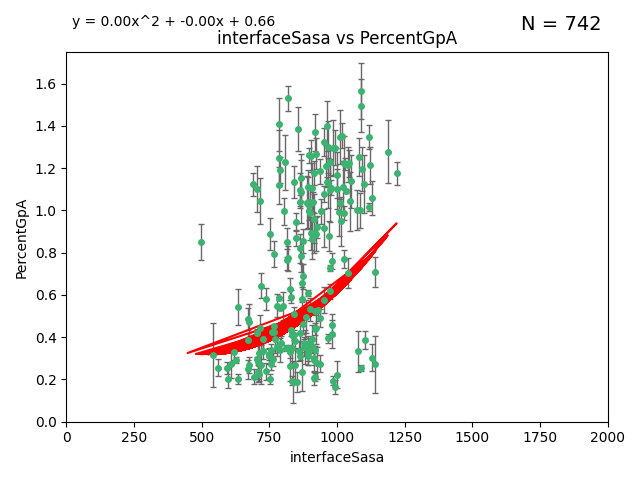 y = 0.00x^2 + -0.00x + 0.66
N = 742
interfaceSasa vs PercentGpA
PercentGpA
1.6
1.4
1.2
1.0
0.8
0.6
0.4
0.2
0.0
0 250 500 750 1000 1250 1500 1750 2000
interfaceSasa